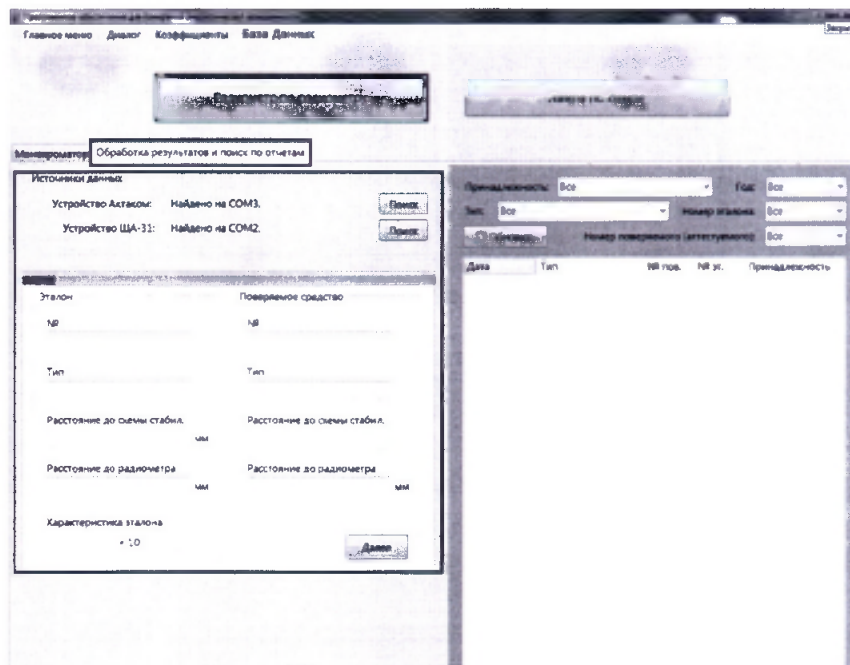 Главное меню Диалог Коэффициенты База Данных
Обработка результатов и поиск по отчетам
Источники данных
Устройство Актаком: Найдено на COM3. Поиск
Устройство ЩА-31: Найдено на COM2. Поиск
Эталон Поверяемое средство
№ №
Тип Тип
Расстояние до схемы стабил. Расстояние до схемы стабил.
мм
Расстояние до радиометра Расстояние до радиометра
мм мм
Характеристика эталона
× 10
Далее
Принадлежность: Все Год: Все
Тип: Все Номер эталона: Все
Обновить Номер поверяемого (аттестуемого): Все
Дата Тип № пов. № эт. Принадлежность